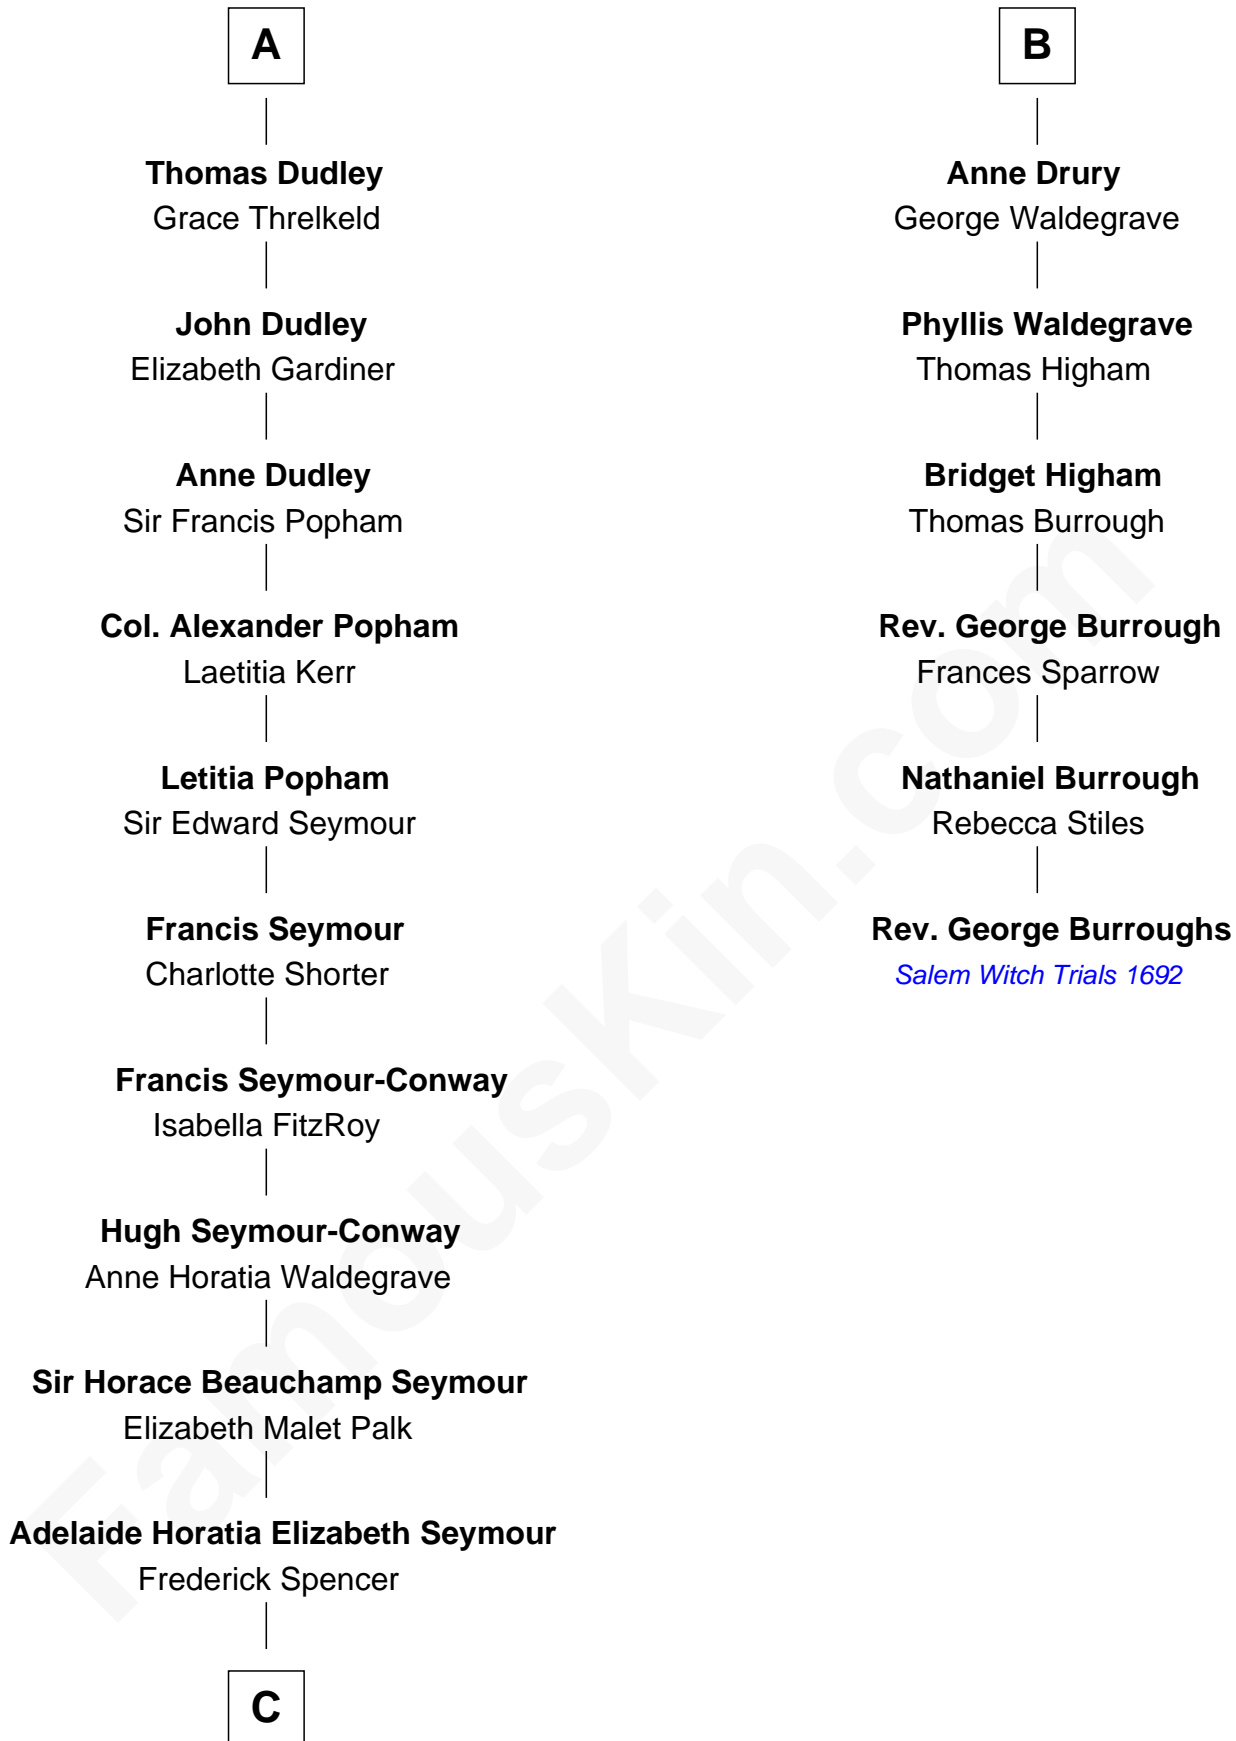 A
Thomas Dudley
Grace Threlkeld
John Dudley
Elizabeth Gardiner
Anne Dudley
Sir Francis Popham
Col. Alexander Popham
Laetitia Kerr
Letitia Popham
Sir Edward Seymour
Francis Seymour
Charlotte Shorter
Francis Seymour-Conway
Isabella FitzRoy
Hugh Seymour-Conway
Anne Horatia Waldegrave
Sir Horace Beauchamp Seymour
Elizabeth Malet Palk
Adelaide Horatia Elizabeth Seymour
Frederick Spencer
C
B
Anne Drury
George Waldegrave
Phyllis Waldegrave
Thomas Higham
Bridget Higham
Thomas Burrough
Rev. George Burrough
Frances Sparrow
Nathaniel Burrough
Rebecca Stiles
Rev. George Burroughs
Salem Witch Trials 1692
FamousKin.com